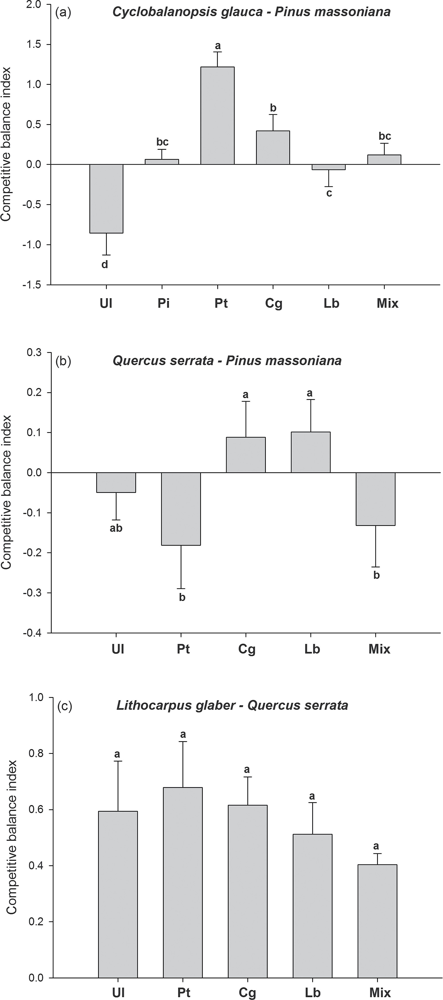 (a) Cyclobalanopsis glauca - Pinus massoniana
Competitive balance index
2.0
1.5
1.0
0.5
0.0
-0.5
-1.0
-1.5
d
bc
a
b
c
bc
Ul Pi Pt Cg Lb Mix
(b) Quercus serrata - Pinus massoniana
Competitive balance index
0.3
0.2
0.1
0.0
-0.1
-0.2
-0.3
-0.4
ab
b
a
a
b
Ul Pt Cg Lb Mix
(c) Lithocarpus glaber - Quercus serrata
Competitive balance index
1.0
0.8
0.6
0.4
0.2
0.0
a
a
a
a
a
Ul Pt Cg Lb Mix